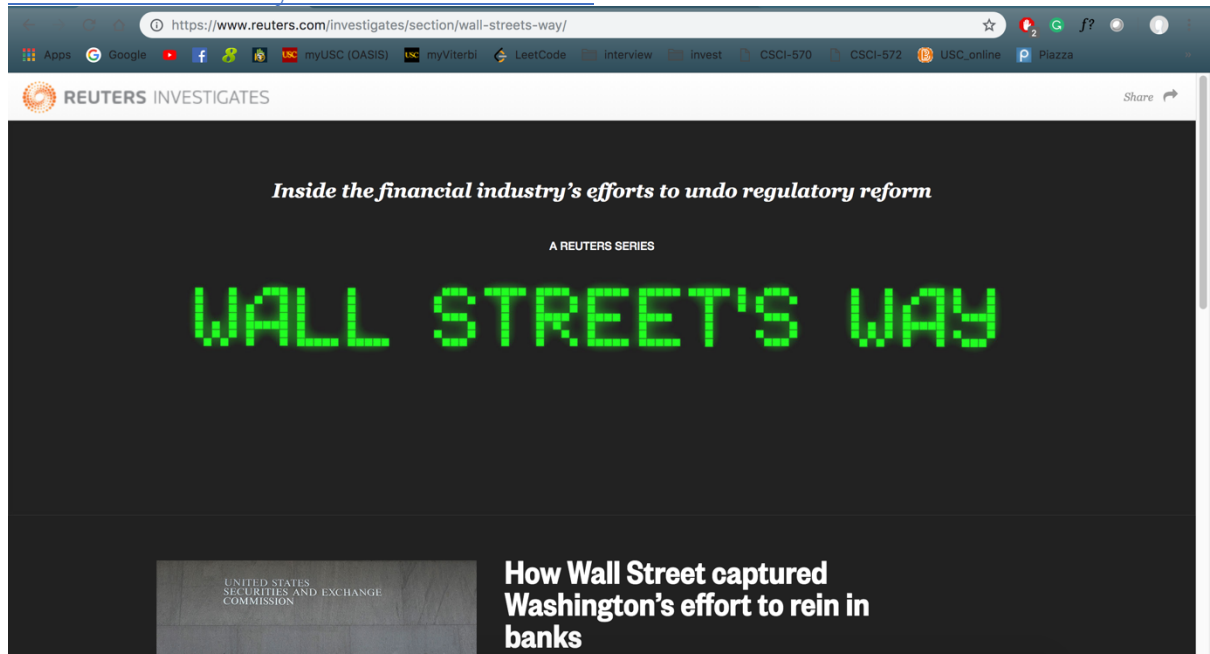 https://www.reuters.com/investigates/section/wall-streets-way/
2 G f?
Apps Google myUSC (OASIS) myViterbi LeetCode interview invest CSCI-570 CSCI-572 USC_online Piazza
REUTERS INVESTIGATES Share
Inside the financial industry's efforts to undo regulatory reform
A REUTERS SERIES
WALL STREET'S WAY
UNITED STATES
SECURITIES AND EXCHANGE
COMMISSION
How Wall Street captured
Washington's effort to rein in
banks